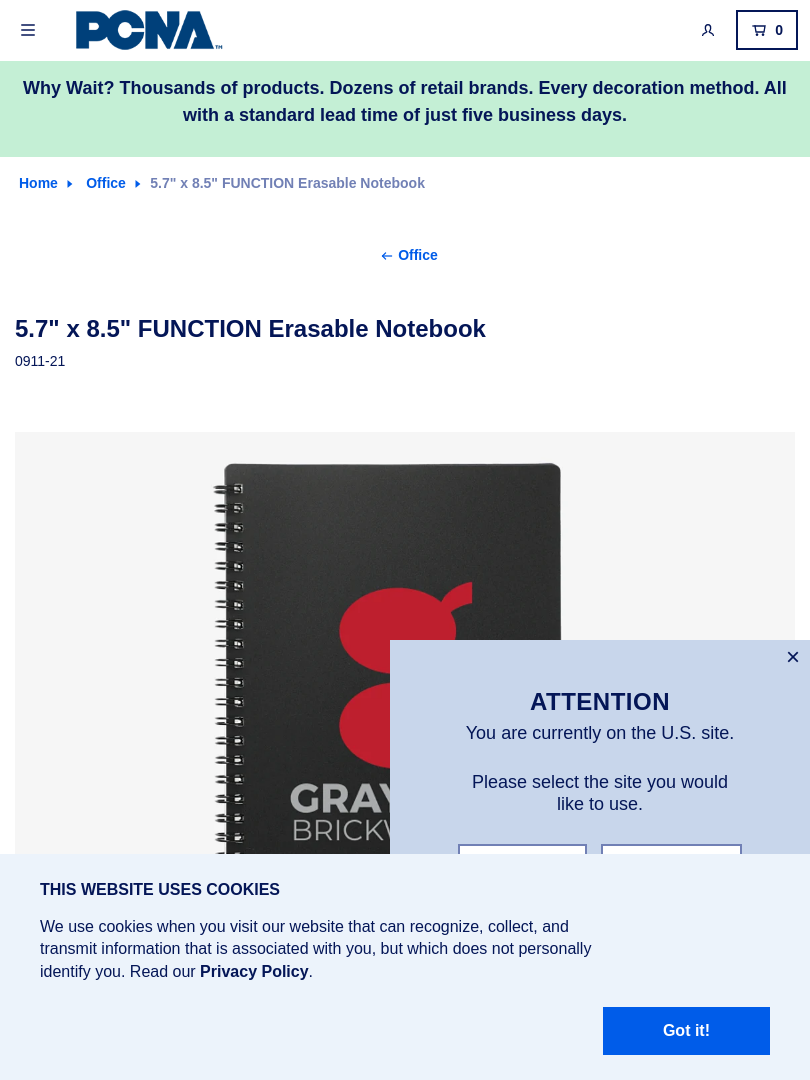 PCNA™
0
Why Wait? Thousands of products. Dozens of retail brands. Every decoration method. All
with a standard lead time of just five business days.
Home
Office
5.7" x 8.5" FUNCTION Erasable Notebook
← Office
5.7" x 8.5" FUNCTION Erasable Notebook
0911-21
ATTENTION
You are currently on the U.S. site.
Please select the site you would
like to use.
THIS WEBSITE USES COOKIES
We use cookies when you visit our website that can recognize, collect, and
transmit information that is associated with you, but which does not personally
identify you. Read our Privacy Policy.
Got it!